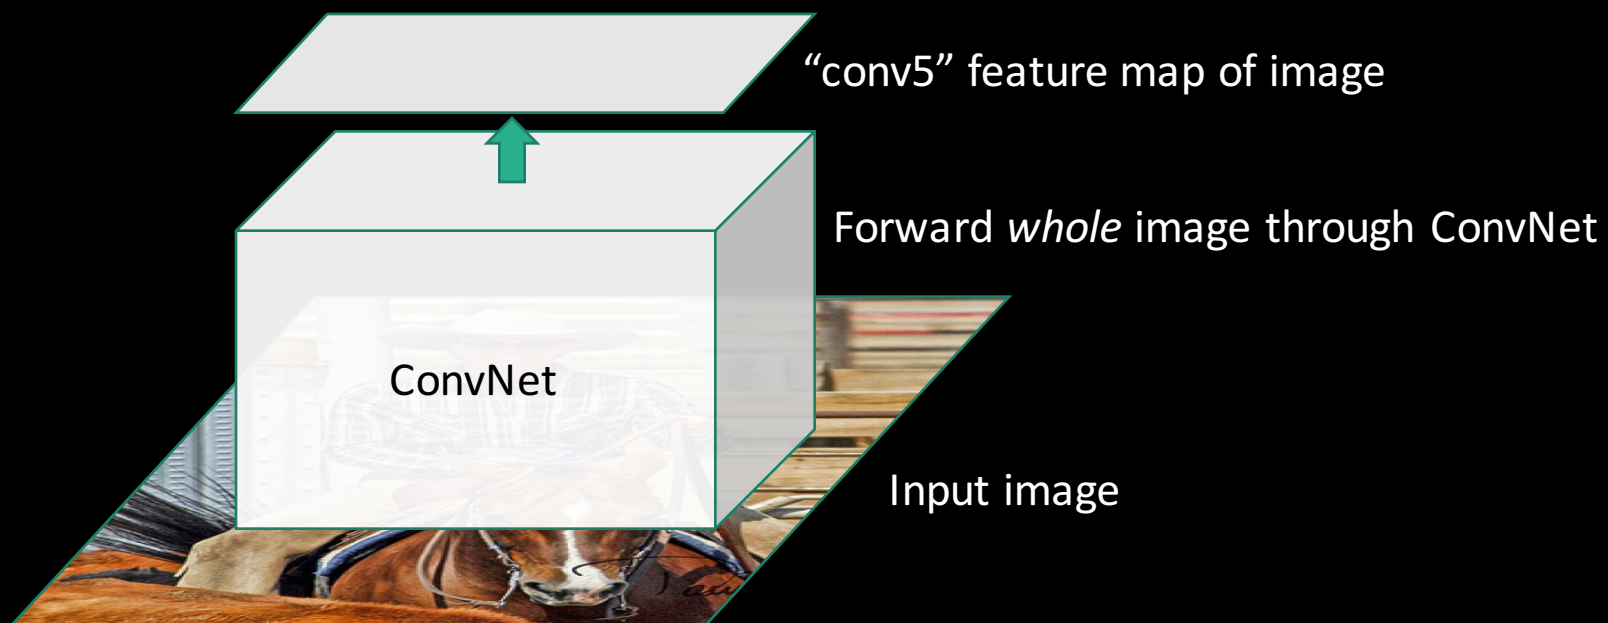 “conv5” feature map of image
Forward whole image through ConvNet
ConvNet
Input image